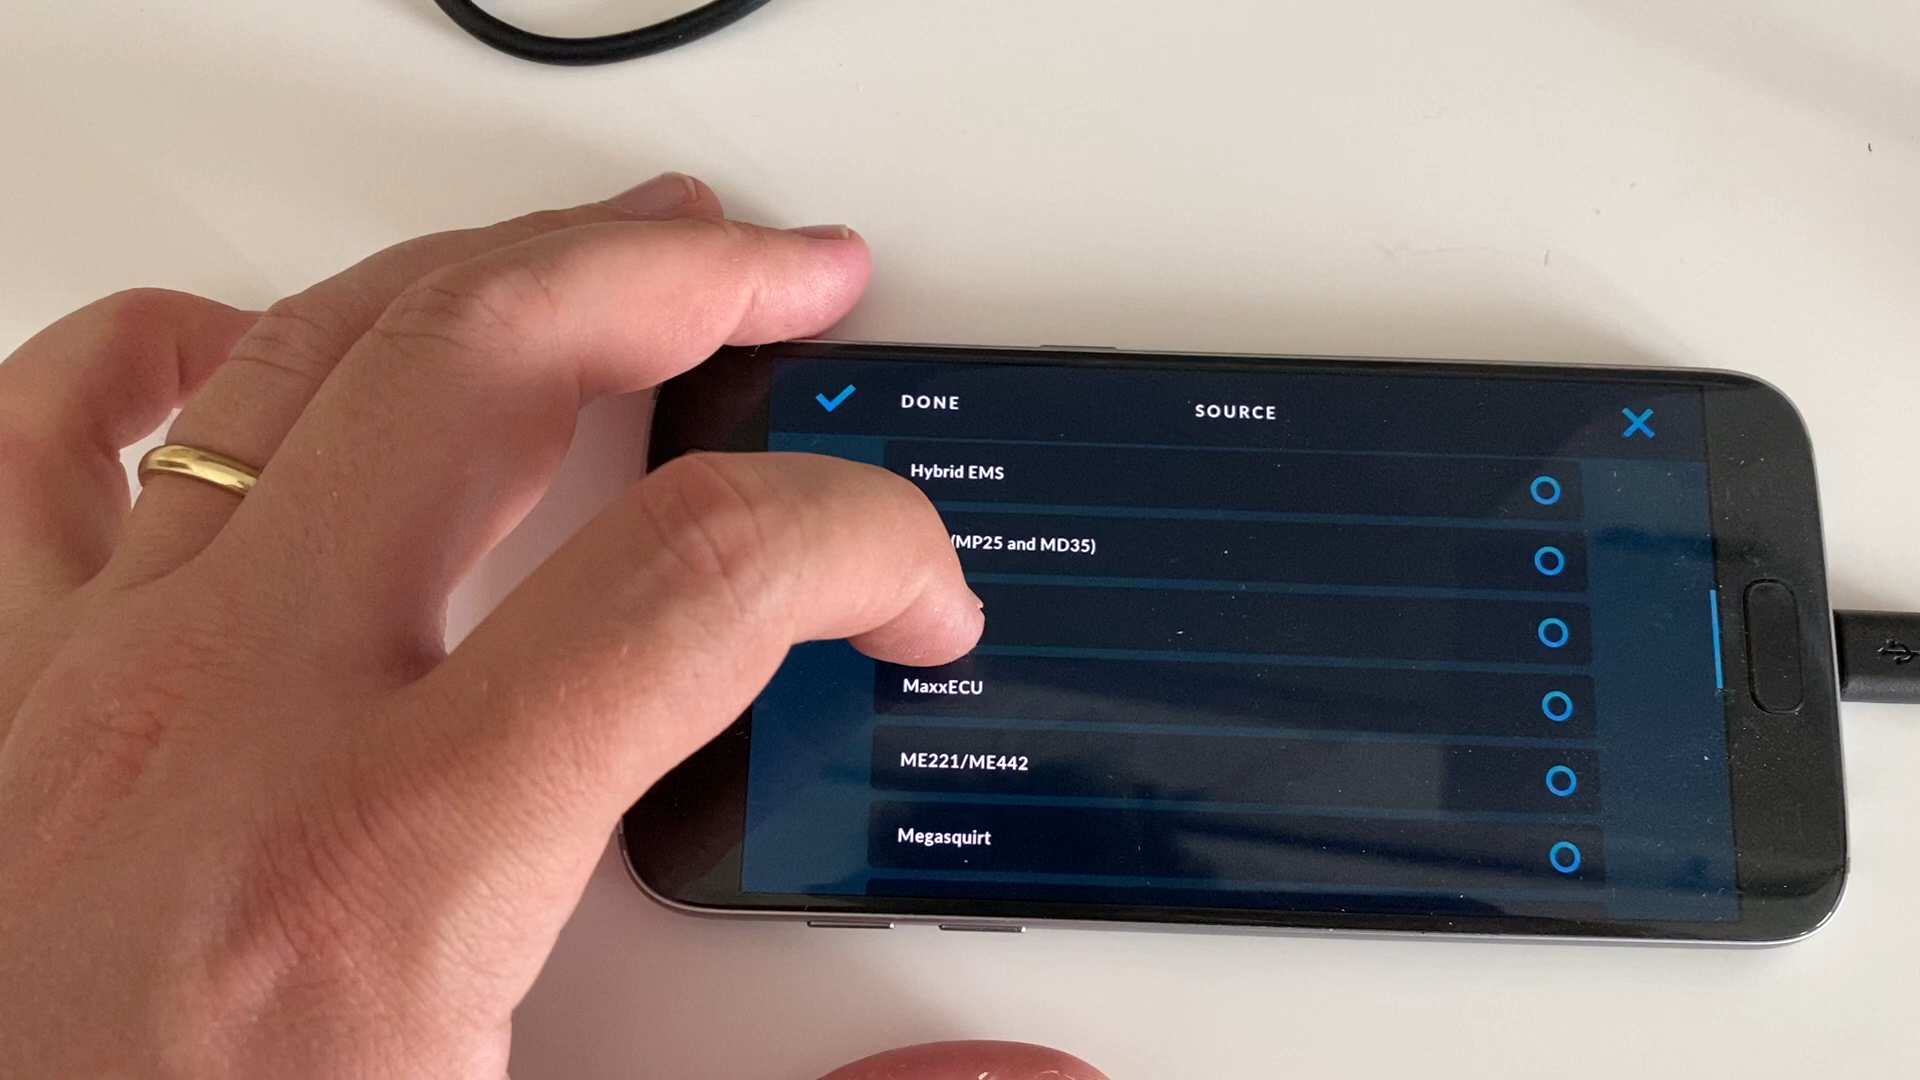 DONE
SOURCE
Hybrid EMS
(MP25 and MD35)
MaxxECU
ME221/ME442
Megasquirt